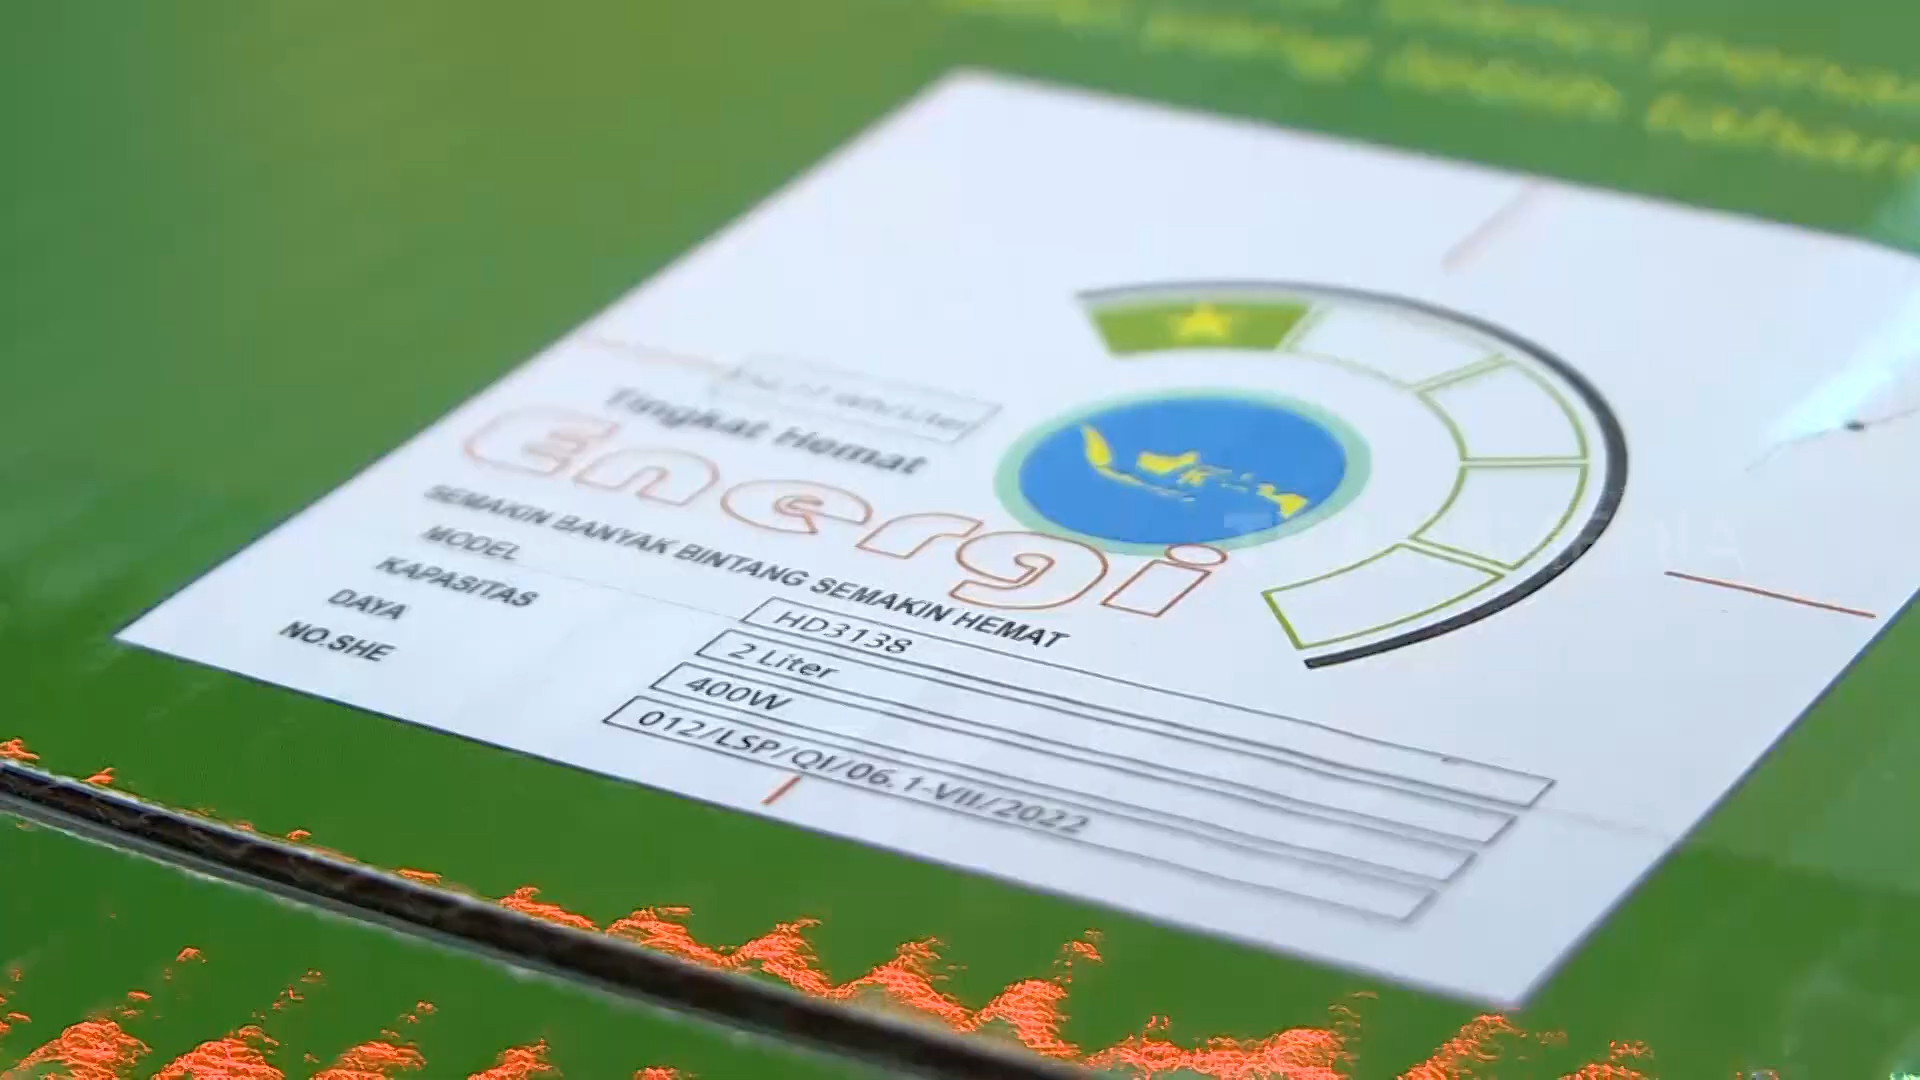 Tingkat Hemat
Energi
SEMAKIN BANYAK BINTANG SEMAKIN HEMAT
MODEL HD3138
KAPASITAS 2 Liter
DAYA 400W
NO.SHE 012/LSP/QI/06.1-VII/2022